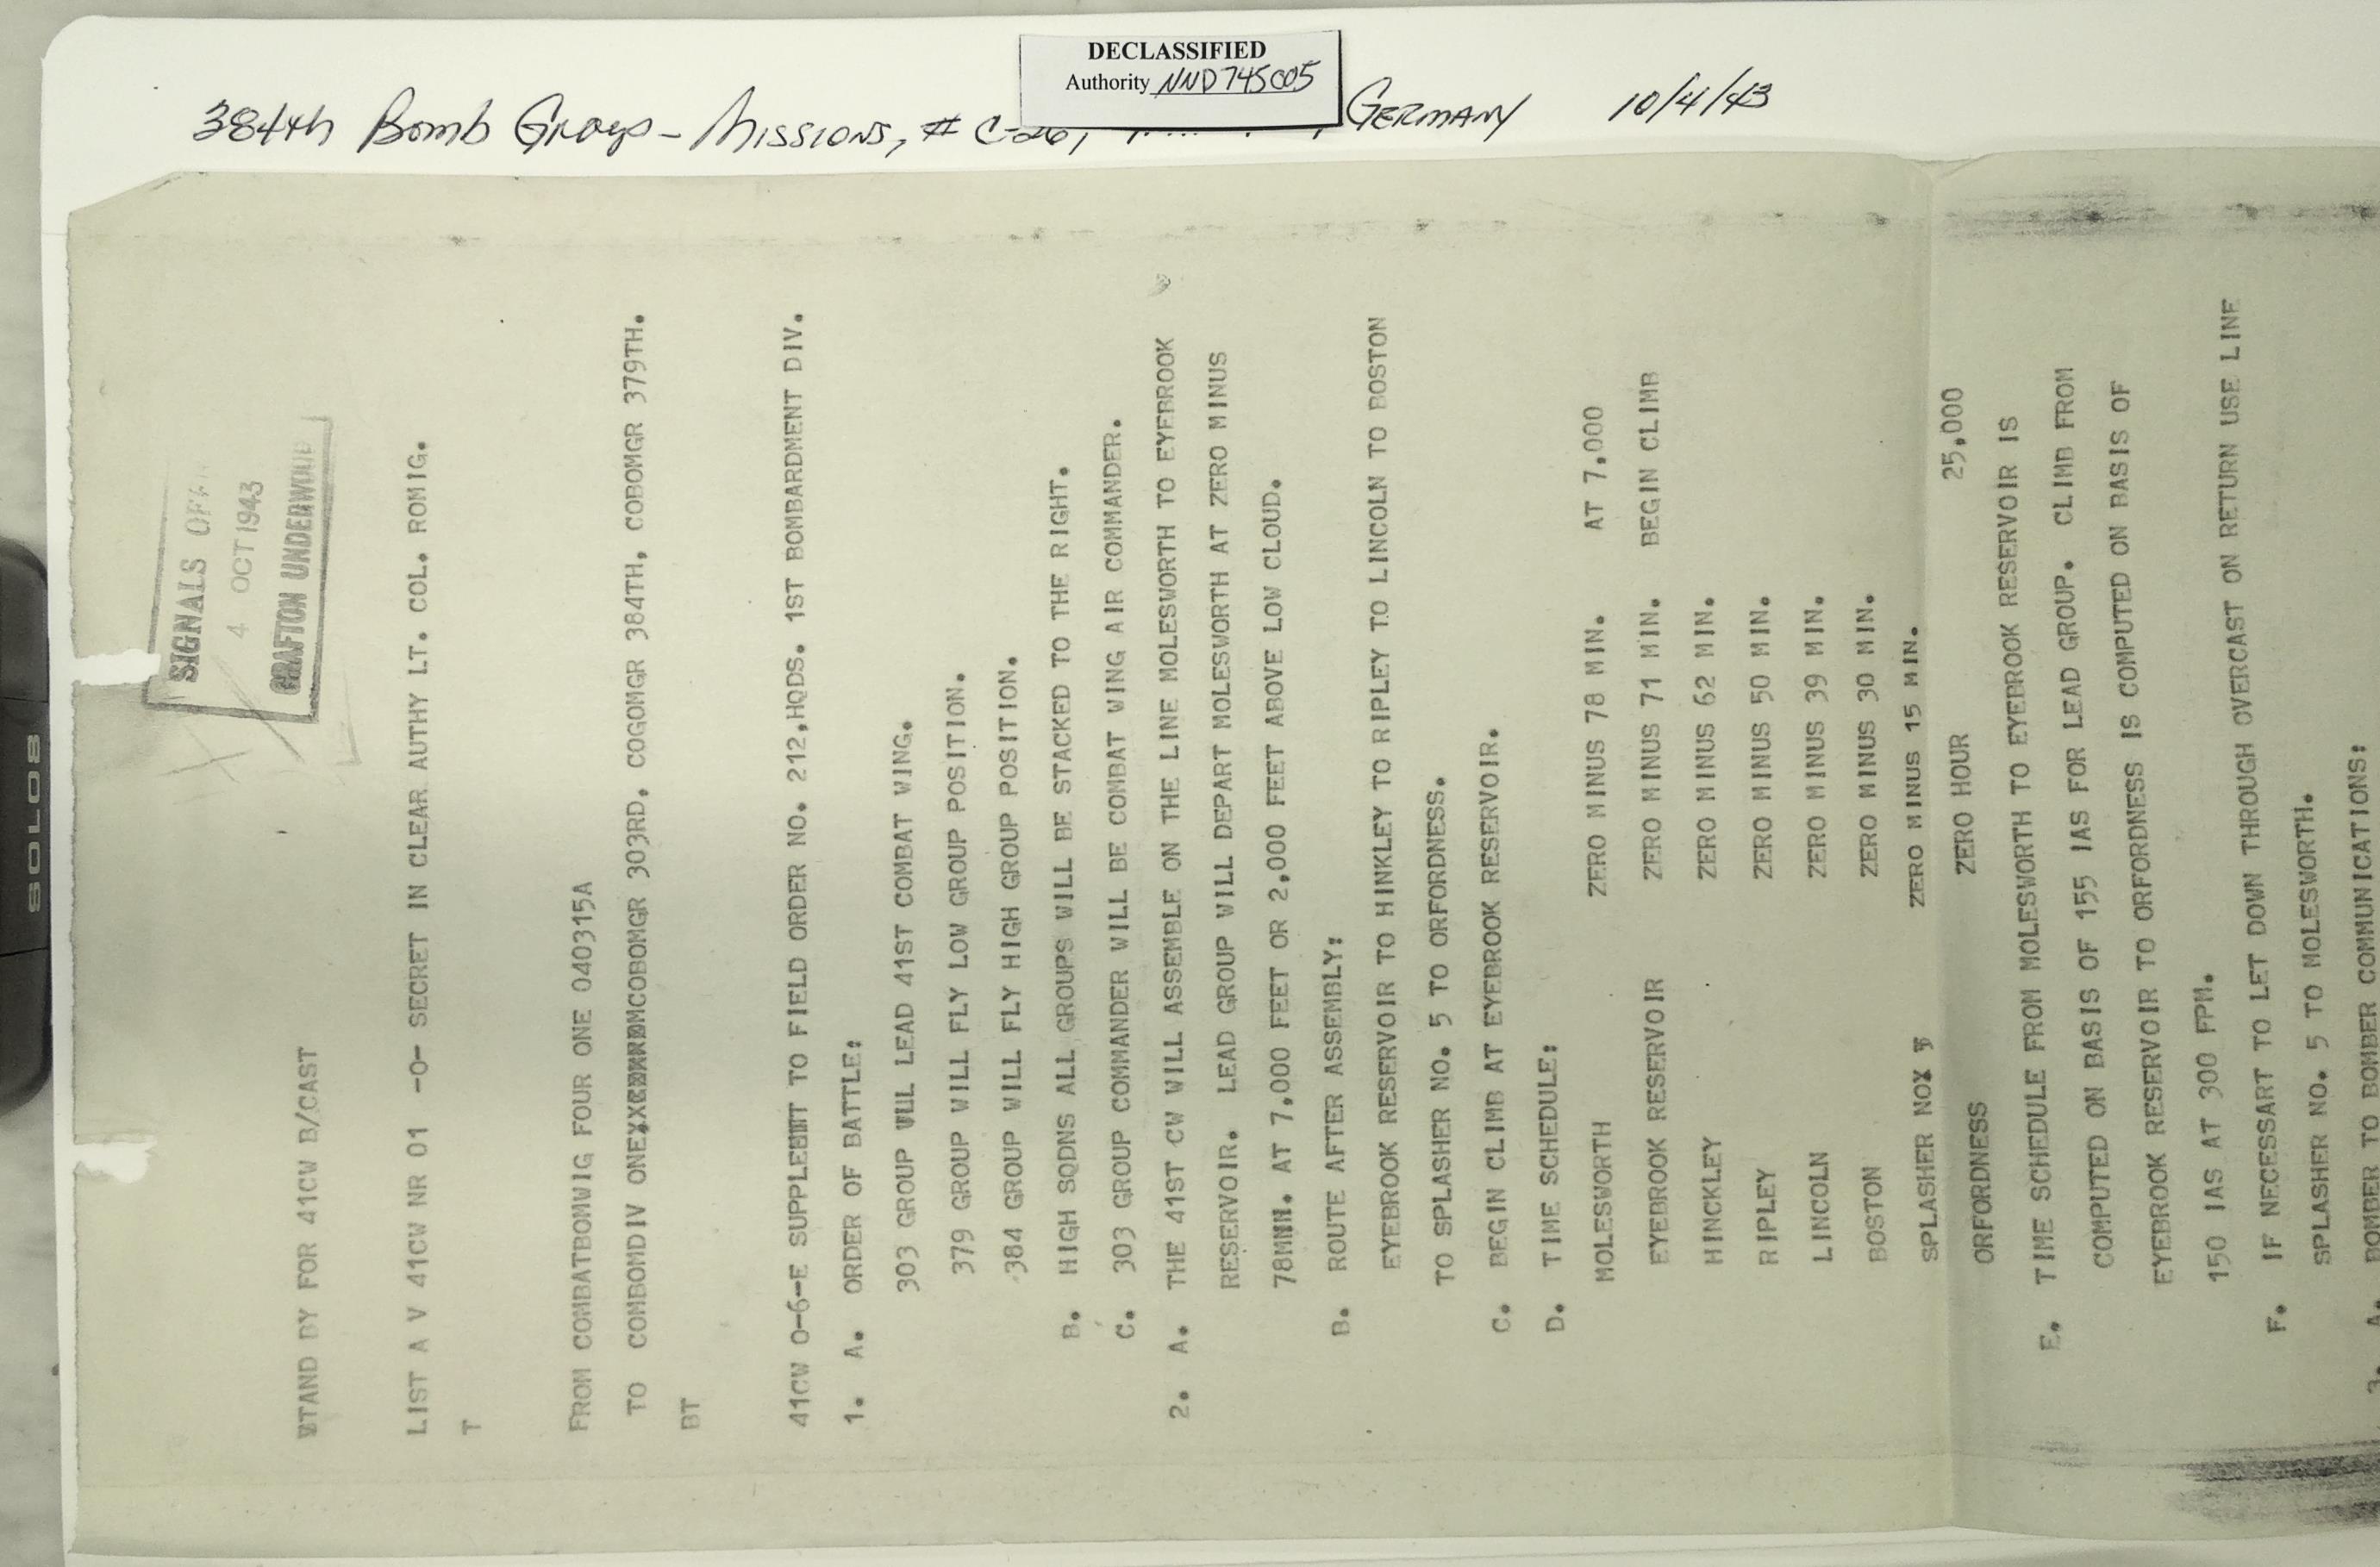 DECLASSIFIED
Authority NND 745005
384th Bomb Group - Missions, # C-26, GERMANY 10/4/43
SOLOS
SIGNALS
4 OCT 1943
GRAFTON UNDERWOOD
WTAND BY FOR 41CW B/CAST
LIST A V 41CW NR 01 -O- SECRET IN CLEAR AUTHY LT. COL. ROMIG.
T
FROM COMBATBOMWIG FOUR ONE 040315A
TO COMBOMDIV ONE COBOMGR 303RD, COGOMGR 384TH, COBOMGR 379TH.
BT
41CW O-6-E TO FIELD ORDER NO. 212,HQDS. 1ST BOMBARDMENT DIV.
1. A. ORDER OF BATTLE:
303 GROUP LEAD 41ST COMBAT WING.
379 GROUP WILL FLY LOW GROUP POSITION.
384 GROUP WILL FLY HIGH GROUP POSITION.
B. HIGH SQDNS ALL GROUPS WILL BE STACKED TO THE RIGHT.
C. 303 GROUP COMMANDER WILL BE COMBAT WING AIR COMMANDER.
2. A. THE 41ST CW WILL ASSEMBLE ON THE LINE MOLESWORTH TO EYEBROOK
RESERVOIR. LEAD GROUP WILL DEPART MOLESWORTH AT ZERO MINUS
78MNN. AT 7,000 FEET OR 2,000 FEET ABOVE LOW CLOUD.
B. ROUTE AFTER ASSEMBLY:
EYEBROOK RESERVOIR TO HINKLEY TO RIPLEY TO LINCOLN TO BOSTON
TO SPLASHER NO. 5 TO ORFORDNESS.
C. BEGIN CLIMB AT EYEBROOK RESERVOIR.
D. TIME SCHEDULE:
MOLESWORTH ZERO MINUS 78 MIN. AT 7,000
EYEBROOK RESERVOIR ZERO MINUS 71 MIN. BEGIN CLIMB
HINCKLEY ZERO MINUS 62 MIN.
RIPLEY ZERO MINUS 50 MIN.
LINCOLN ZERO MINUS 39 MIN.
BOSTON ZERO MINUS 30 MIN.
SPLASHER NOX 5 ZERO MINUS 15 MIN.
ORFORDNESS ZERO HOUR 25,000
E. TIME SCHEDULE FROM MOLESWORTH TO EYEBROOK RESERVOIR IS
COMPUTED ON BASIS OF 155 IAS FOR LEAD GROUP. CLIMB FROM
EYEBROOK RESERVOIR TO ORFORDNESS IS COMPUTED ON BASIS OF
150 IAS AT 300 FPM.
F. IF NECESSART TO LET DOWN THROUGH OVERCAST ON RETURN USE LINE
SPLASHER NO. 5 TO MOLESWORTH.
3. A. BOMBER TO BOMBER COMMUNICATIONS: